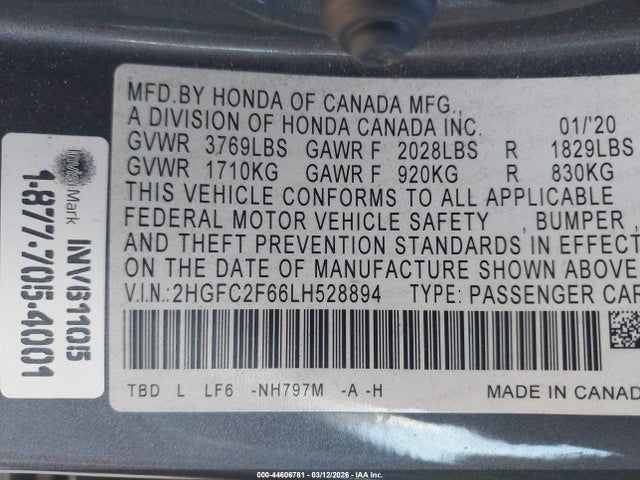 MFD.BY HONDA OF CANADA MFG.,
A DIVISION OF HONDA CANADA INC. 01/'20
GVWR 3769LBS GAWR F 2028LBS R 1829LBS
GVWR 1710KG GAWR F 920KG R 830KG
THIS VEHICLE CONFORMS TO ALL APPLICABLE
FEDERAL MOTOR VEHICLE SAFETY , BUMPER ,
AND THEFT PREVENTION STANDARDS IN EFFECT
ON THE DATE OF MANUFACTURE SHOWN ABOVE.
V.I.N.:2HGFC2F66LH528894 TYPE: PASSENGER CAR
TBD L LF6 -NH797M -A -H MADE IN CANAD
InVisiMark
INV611015
1-877-705-4001
000-44606781 - 03/12/2026 - IAA Inc.